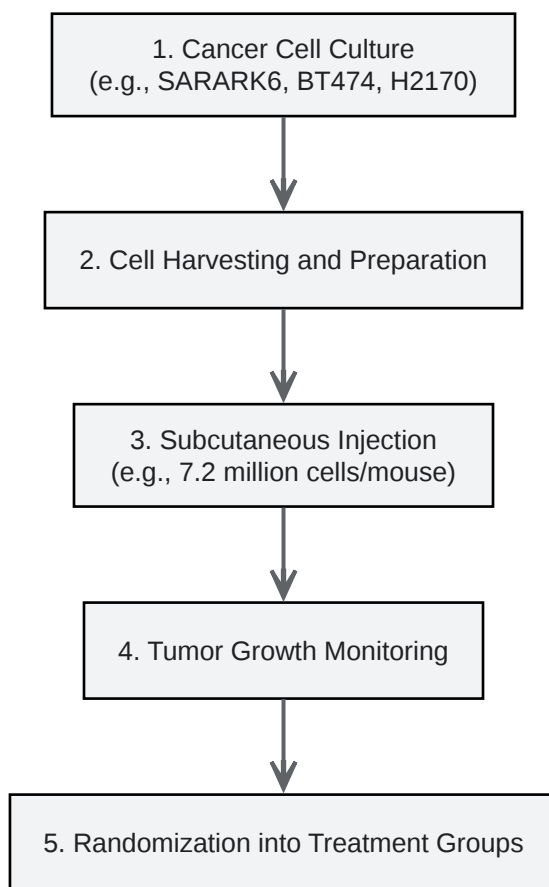 1. Cancer Cell Culture
(e.g., SARARK6, BT474, H2170)
2. Cell Harvesting and Preparation
3. Subcutaneous Injection
(e.g., 7.2 million cells/mouse)
4. Tumor Growth Monitoring
5. Randomization into Treatment Groups